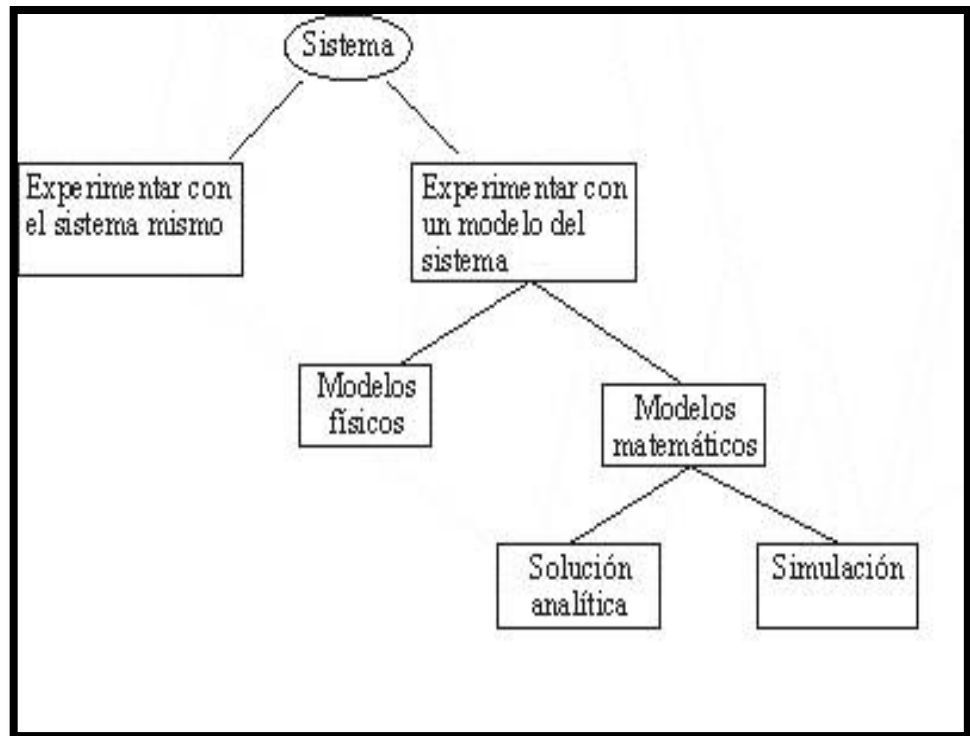 Sistema
Experimentar con
el sistema mismo
Experimentar con
un modelo del
sistema
Modelos
físicos
Modelos
matemáticos
Solución
analítica
Simulación